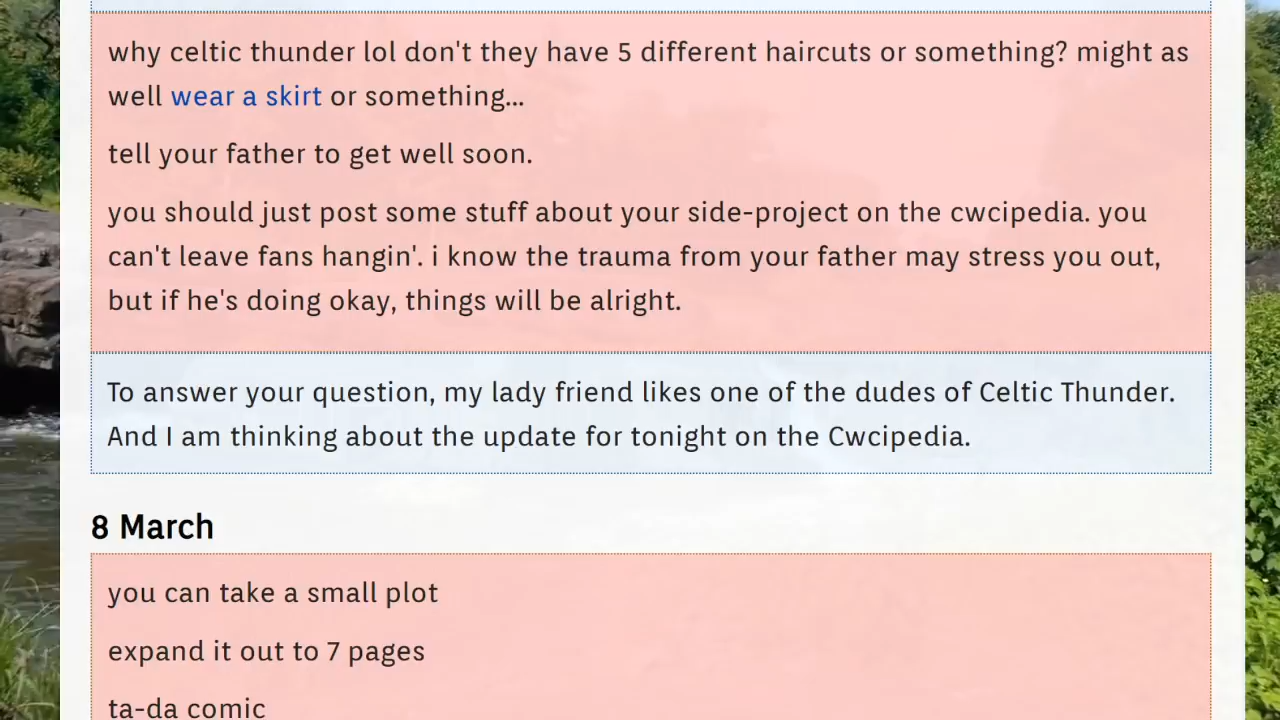 why celtic thunder lol don't they have 5 different haircuts or something? might as
well wear a skirt or something...
tell your father to get well soon.
you should just post some stuff about your side-project on the cwcipedia. you
can't leave fans hangin'. i know the trauma from your father may stress you out,
but if he's doing okay, things will be alright.
To answer your question, my lady friend likes one of the dudes of Celtic Thunder.
And I am thinking about the update for tonight on the Cwcipedia.
8 March
you can take a small plot
expand it out to 7 pages
ta-da comic